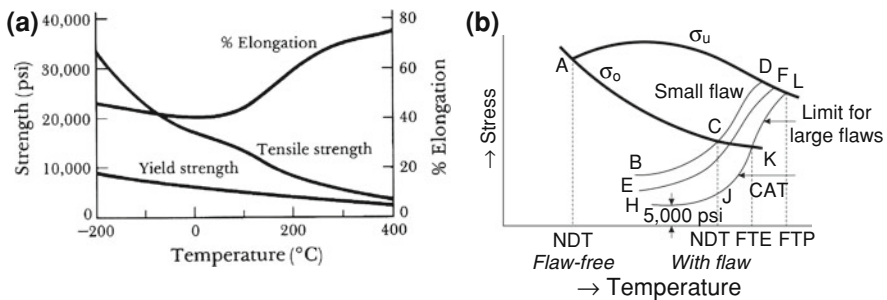 (a)
40,000
30,000
20,000
10,000
0
Strength (psi)
% Elongation
Tensile strength
Yield strength
80
60
40
20
0
% Elongation
−200
0
200
400
Temperature (°C)
(b)
→ Stress
A
σu
σo
D F L
Small flaw
Limit for
large flaws
C
K
B
E
H
J
CAT
5,000 psi
NDT
NDT FTE FTP
Flaw-free
With flaw
→ Temperature